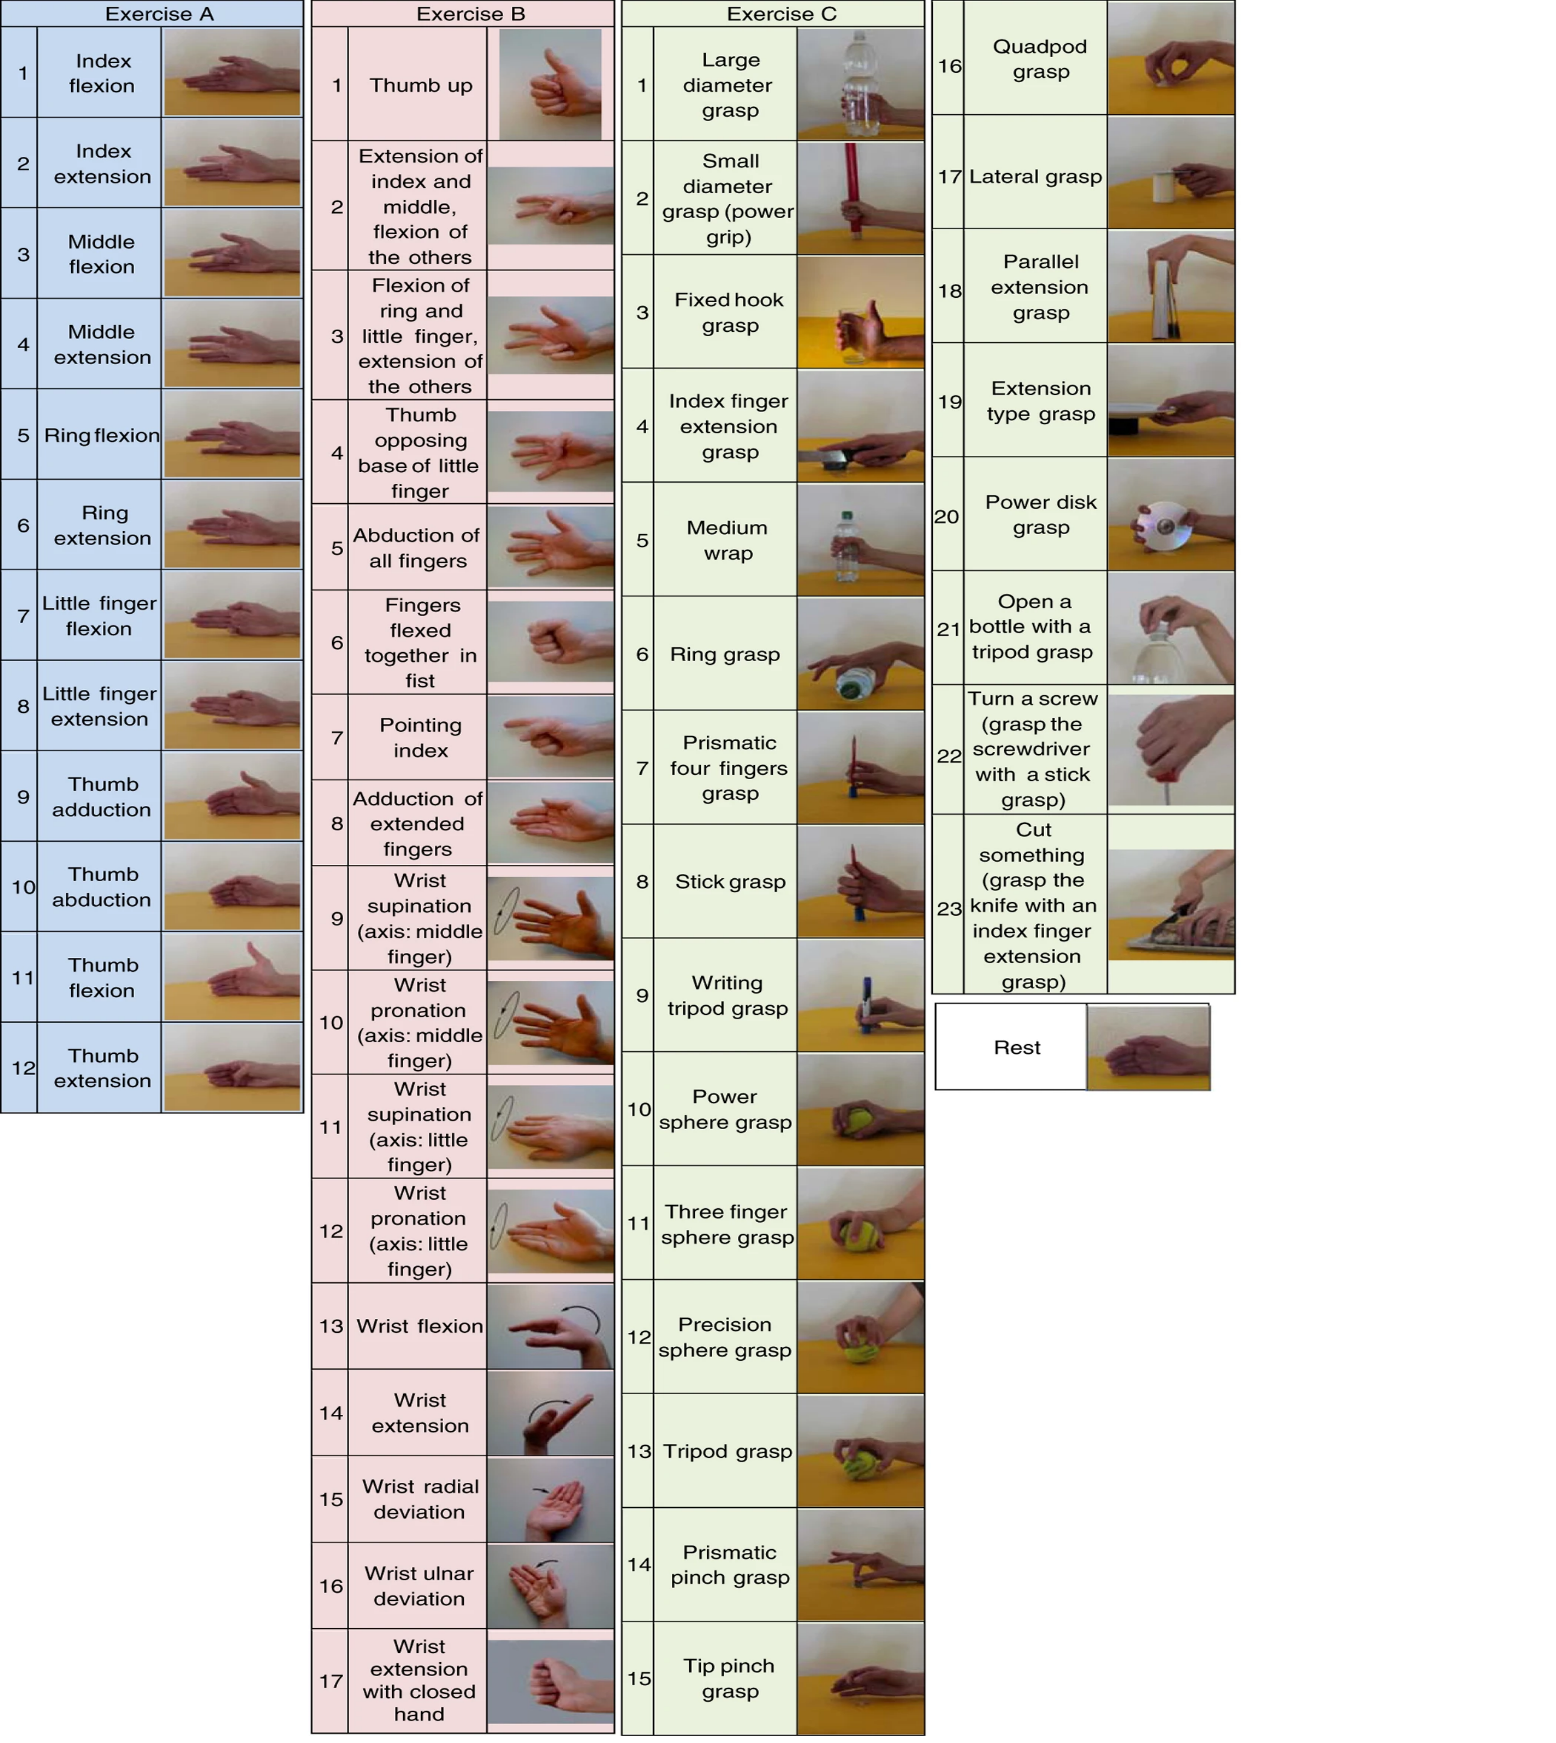 Exercise A
1
Index
flexion
2
Index
extension
3
Middle
flexion
4
Middle
extension
5
Ring flexion
6
Ring
extension
7
Little finger
flexion
8
Little finger
extension
9
Thumb
adduction
10
Thumb
abduction
11
Thumb
flexion
12
Thumb
extension
Exercise B
1
Thumb up
2
Extension of
index and
middle,
flexion of
the others
3
Flexion of
ring and
little finger,
extension of
the others
4
Thumb
opposing
base of little
finger
5
Abduction of
all fingers
6
Fingers
flexed
together in
fist
7
Pointing
index
8
Adduction of
extended
fingers
9
Wrist
supination
(axis: middle
finger)
10
Wrist
pronation
(axis: middle
finger)
11
Wrist
supination
(axis: little
finger)
12
Wrist
pronation
(axis: little
finger)
13
Wrist flexion
14
Wrist
extension
15
Wrist radial
deviation
16
Wrist ulnar
deviation
17
Wrist
extension
with closed
hand
Exercise C
1
Large
diameter
grasp
2
Small
diameter
grasp (power
grip)
3
Fixed hook
grasp
4
Index finger
extension
grasp
5
Medium
wrap
6
Ring grasp
7
Prismatic
four fingers
grasp
8
Stick grasp
9
Writing
tripod grasp
10
Power
sphere grasp
11
Three finger
sphere grasp
12
Precision
sphere grasp
13
Tripod grasp
14
Prismatic
pinch grasp
15
Tip pinch
grasp
16
Quadpod
grasp
17
Lateral grasp
18
Parallel
extension
grasp
19
Extension
type grasp
20
Power disk
grasp
21
Open a
bottle with a
tripod grasp
22
Turn a screw
(grasp the
screwdriver
with a stick
grasp)
23
Cut
something
(grasp the
knife with an
index finger
extension
grasp)
Rest